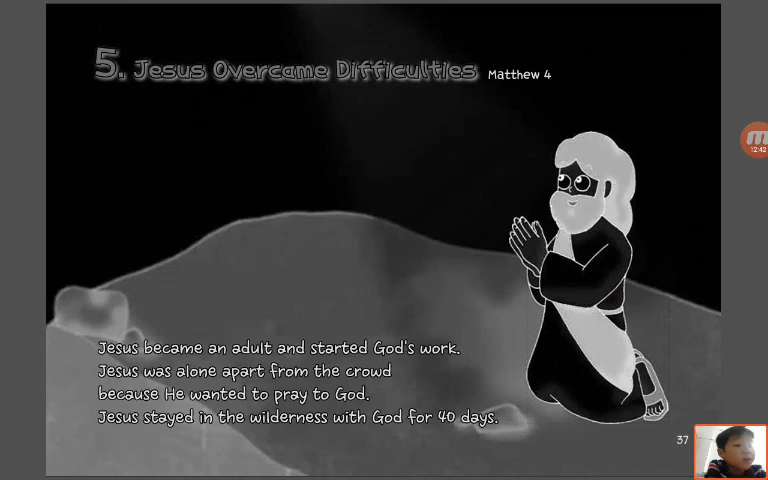 5. Jesus Overcame Difficulties Matthew 4
12:42
Jesus became an adult and started God's work.
Jesus was alone apart from the crowd
because He wanted to pray to God.
Jesus stayed in the wilderness with God for 40 days.
37